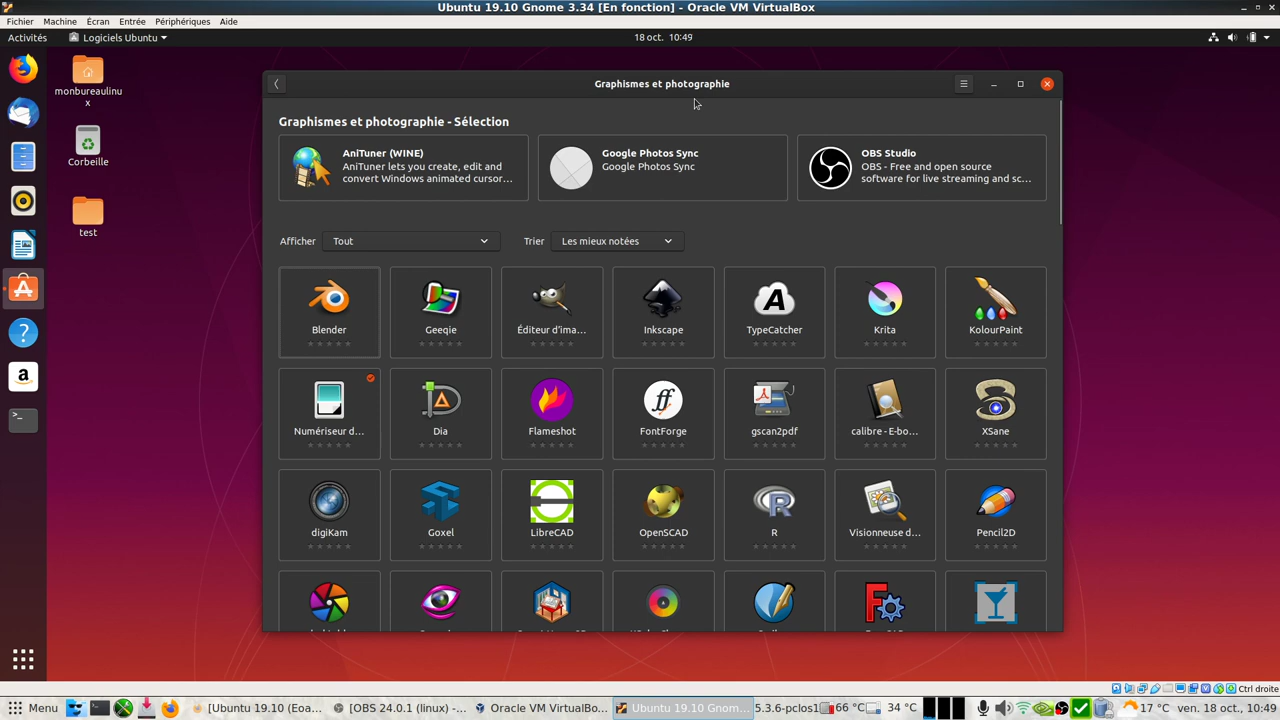 Ubuntu 19.10 Gnome 3.34 [En fonction] - Oracle VM VirtualBox
Fichier Machine Écran Entrée Périphériques Aide
Activités Logiciels Ubuntu 18 oct. 10:49
monbureaulinu
x
Corbeille
test
Graphismes et photographie
Graphismes et photographie - Sélection
AniTuner (WINE)
AniTuner lets you create, edit and
convert Windows animated cursor...
Google Photos Sync
Google Photos Sync
OBS Studio
OBS - Free and open source
software for live streaming and sc...
Afficher Tout Trier Les mieux notées
Blender Geeqie Éditeur d'ima... Inkscape TypeCatcher Krita KolourPaint
Numériseur d... Dia Flameshot FontForge gscan2pdf calibre - E-bo... XSane
digiKam Goxel LibreCAD OpenSCAD R Visionneuse d... Pencil2D
Ctrl droite
Menu [Ubuntu 19.10 (Eoa... [OBS 24.0.1 (linux) -... Oracle VM VirtualBo... Ubuntu 19.10 Gnom... 5.3.6-pclos1 66 °C 34 °C 17 °C ven. 18 oct., 10:49